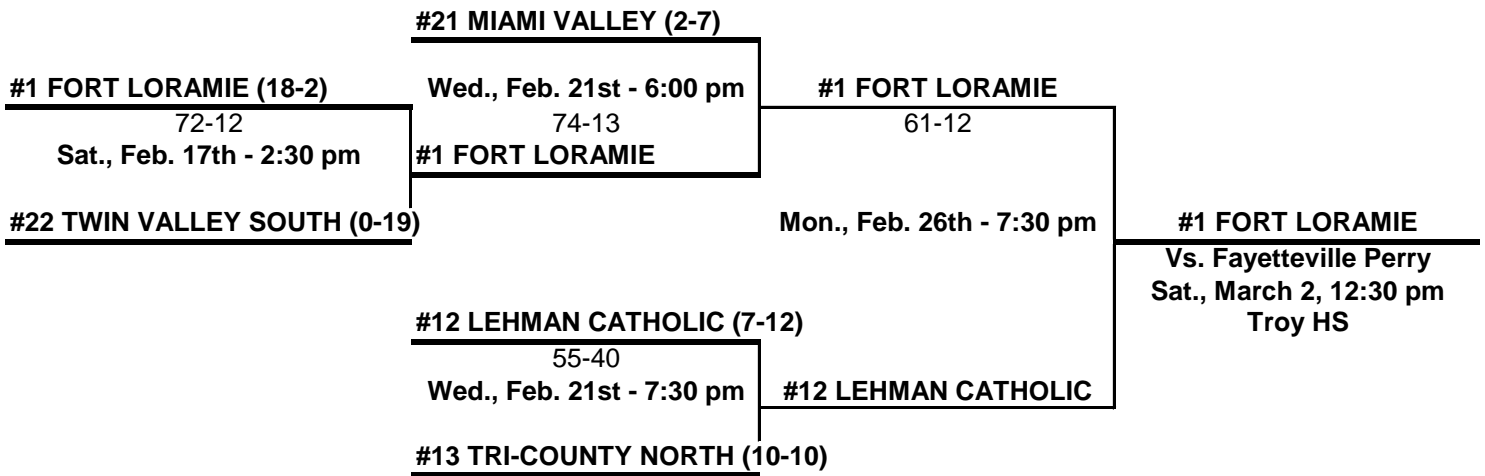 #21 MIAMI VALLEY (2-7)
#1 FORT LORAMIE (18-2)
Wed., Feb. 21st - 6:00 pm
#1 FORT LORAMIE
72-12
74-13
61-12
Sat., Feb. 17th - 2:30 pm
#1 FORT LORAMIE
#22 TWIN VALLEY SOUTH (0-19)
Mon., Feb. 26th - 7:30 pm
#1 FORT LORAMIE
Vs. Fayetteville Perry
Sat., March 2, 12:30 pm
Troy HS
#12 LEHMAN CATHOLIC (7-12)
55-40
Wed., Feb. 21st - 7:30 pm
#12 LEHMAN CATHOLIC
#13 TRI-COUNTY NORTH (10-10)